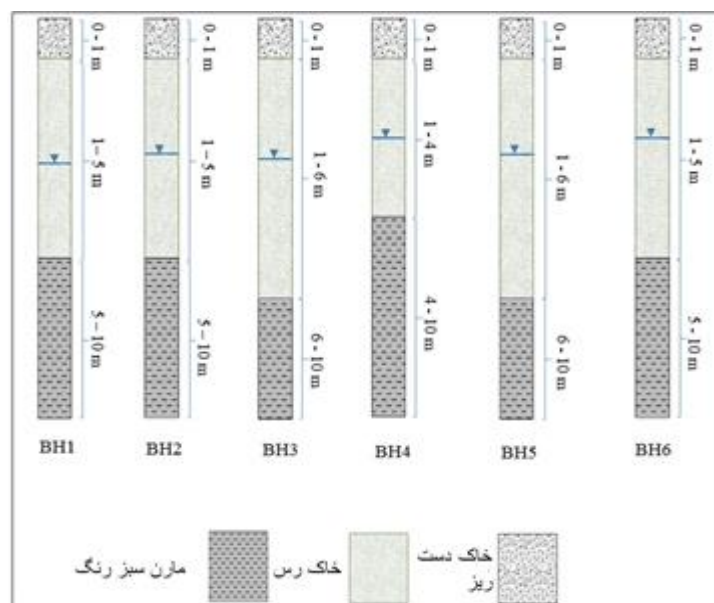 0 - 1 m
1 – 5 m
5 – 10 m
BH1
0 - 1 m
1 – 5 m
5 – 10 m
BH2
0 - 1 m
1 - 6 m
6 - 10 m
BH3
0 - 1 m
1 - 4 m
4 - 10 m
BH4
0 - 1 m
1 - 6 m
6 - 10 m
BH5
0 - 1 m
1 - 5 m
5 - 10 m
BH6
خاک دست
ریز
خاک رس
مارن سبز رنگ